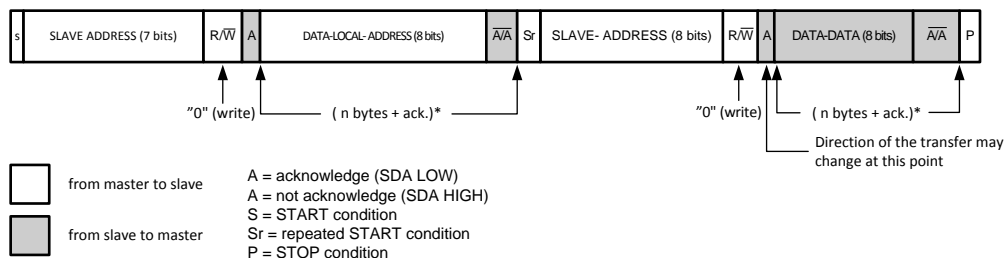 s SLAVE ADDRESS (7 bits) R/W̅ A DATA-LOCAL-ADDRESS (8 bits) A̅/A̅ Sr SLAVE- ADDRESS (8 bits) R/W̅ A DATA-DATA (8 bits) A̅/A̅ P
"0" (write) ( n bytes + ack.)* "0" (write) ( n bytes + ack.)*
Direction of the transfer may
change at this point
from master to slave
from slave to master
A = acknowledge (SDA LOW)
A = not acknowledge (SDA HIGH)
S = START condition
Sr = repeated START condition
P = STOP condition